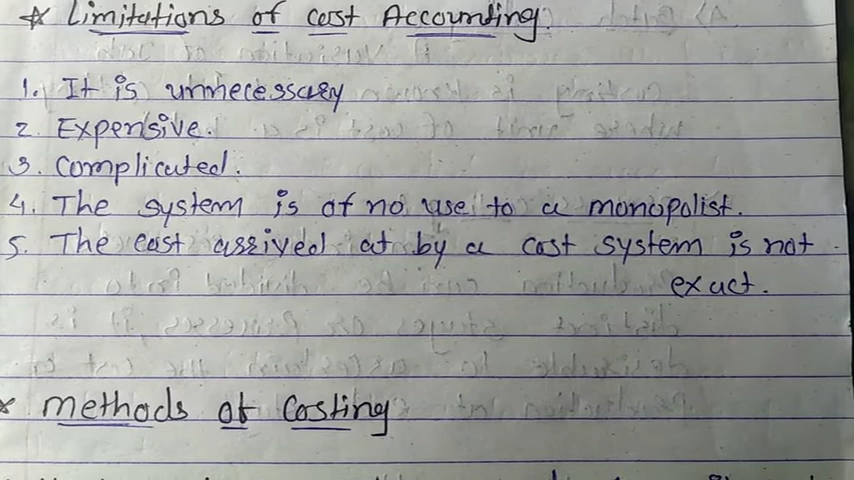 * Limitations of cost Accounting.
1. It is unnecessary
2. Expensive.
3. Complicated.
4. The system is of no use to a monopolist.
5. The cost arrived at by a cost system is not
exact.
* methods of Costing